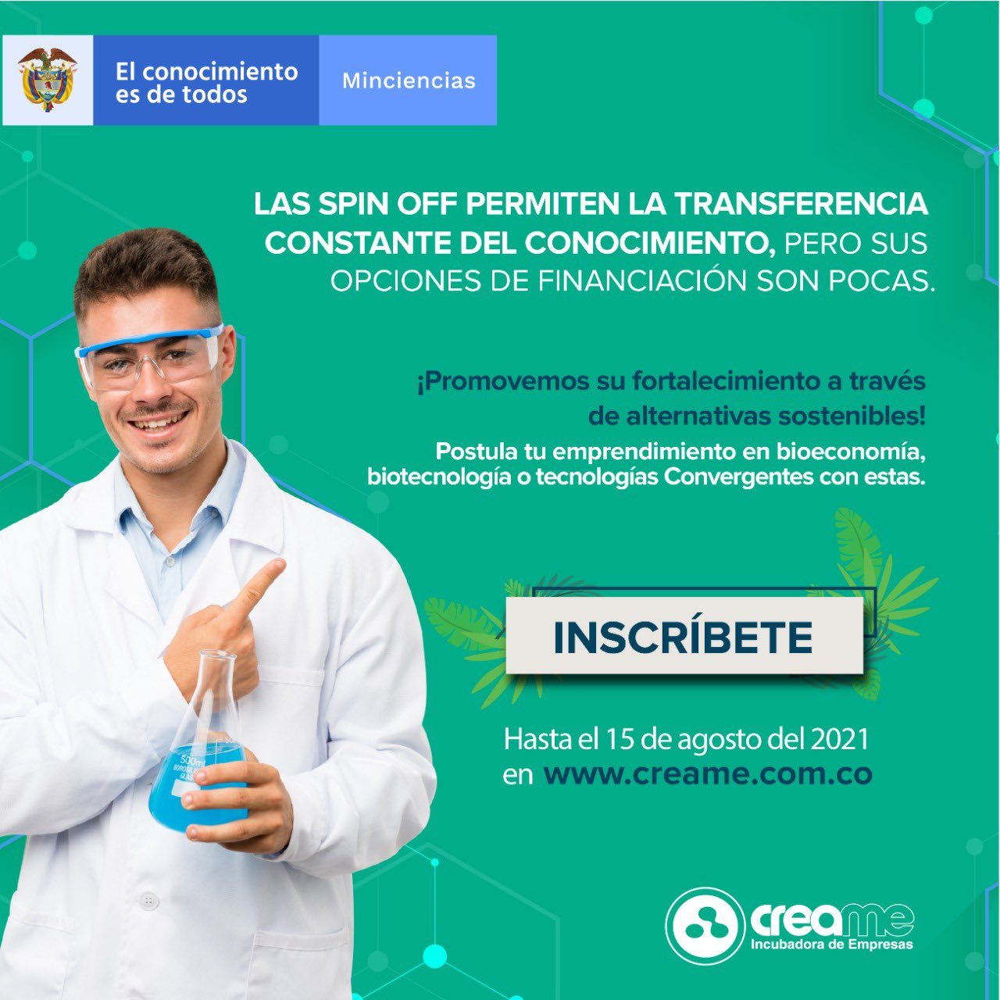 El conocimiento
es de todos
Minciencias
LAS SPIN OFF PERMITEN LA TRANSFERENCIA
CONSTANTE DEL CONOCIMIENTO, PERO SUS
OPCIONES DE FINANCIACIÓN SON POCAS.
¡Promovemos su fortalecimiento a través
de alternativas sostenibles!
Postula tu emprendimiento en bioeconomía,
biotecnología o tecnologías Convergentes con estas.
INSCRÍBETE
Hasta el 15 de agosto del 2021
en www.creame.com.co
500ml
creame
Incubadora de Empresas